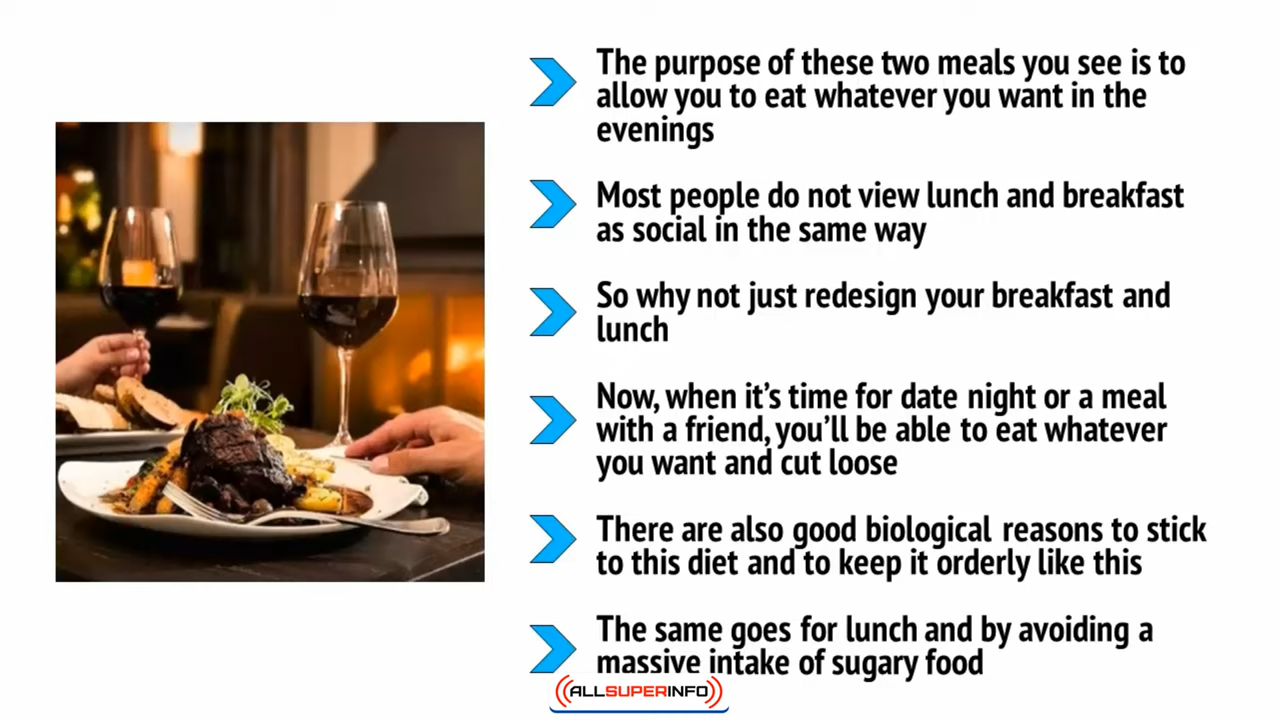 The purpose of these two meals you see is to
allow you to eat whatever you want in the
evenings
Most people do not view lunch and breakfast
as social in the same way
So why not just redesign your breakfast and
lunch
Now, when it's time for date night or a meal
with a friend, you'll be able to eat whatever
you want and cut loose
There are also good biological reasons to stick
to this diet and to keep it orderly like this
The same goes for lunch and by avoiding a
massive intake of sugary food
ALLSUPERINFO